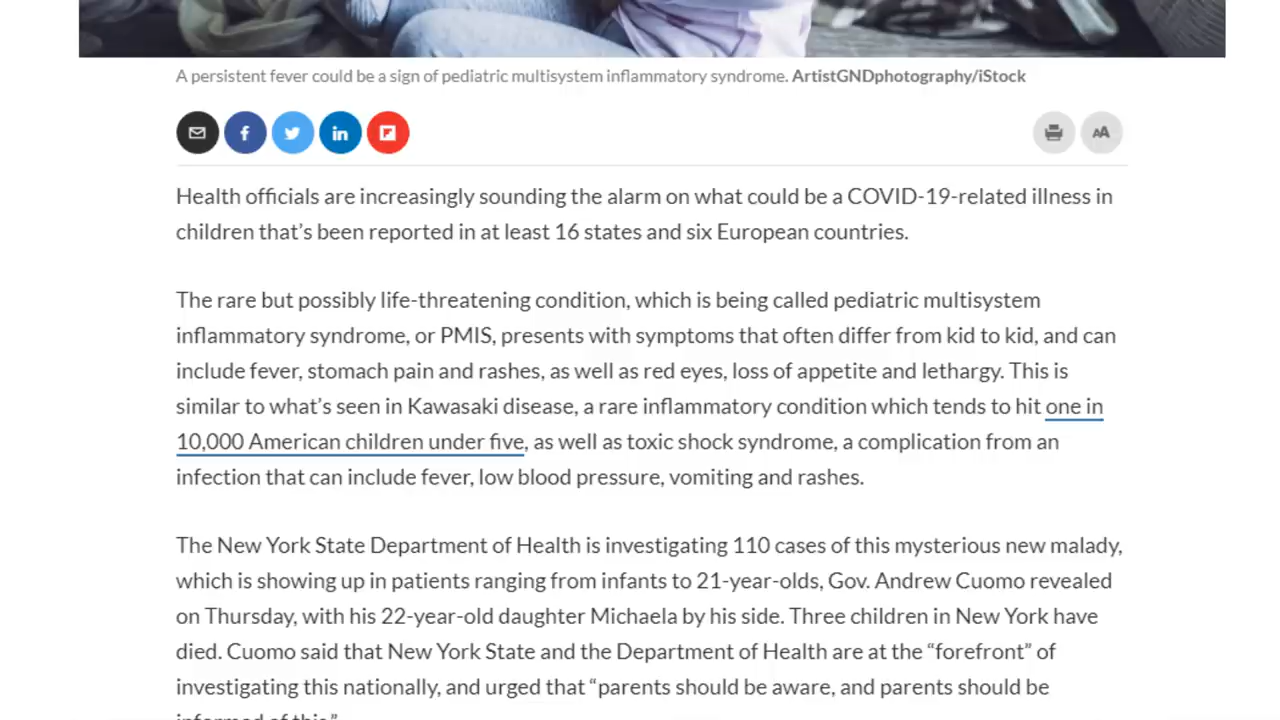 A persistent fever could be a sign of pediatric multisystem inflammatory syndrome. ArtistGNDphotography/iStock
f
in
AA
Health officials are increasingly sounding the alarm on what could be a COVID-19-related illness in
children that’s been reported in at least 16 states and six European countries.
The rare but possibly life-threatening condition, which is being called pediatric multisystem
inflammatory syndrome, or PMIS, presents with symptoms that often differ from kid to kid, and can
include fever, stomach pain and rashes, as well as red eyes, loss of appetite and lethargy. This is
similar to what’s seen in Kawasaki disease, a rare inflammatory condition which tends to hit one in
10,000 American children under five, as well as toxic shock syndrome, a complication from an
infection that can include fever, low blood pressure, vomiting and rashes.
The New York State Department of Health is investigating 110 cases of this mysterious new malady,
which is showing up in patients ranging from infants to 21-year-olds, Gov. Andrew Cuomo revealed
on Thursday, with his 22-year-old daughter Michaela by his side. Three children in New York have
died. Cuomo said that New York State and the Department of Health are at the “forefront” of
investigating this nationally, and urged that “parents should be aware, and parents should be
informed of this”